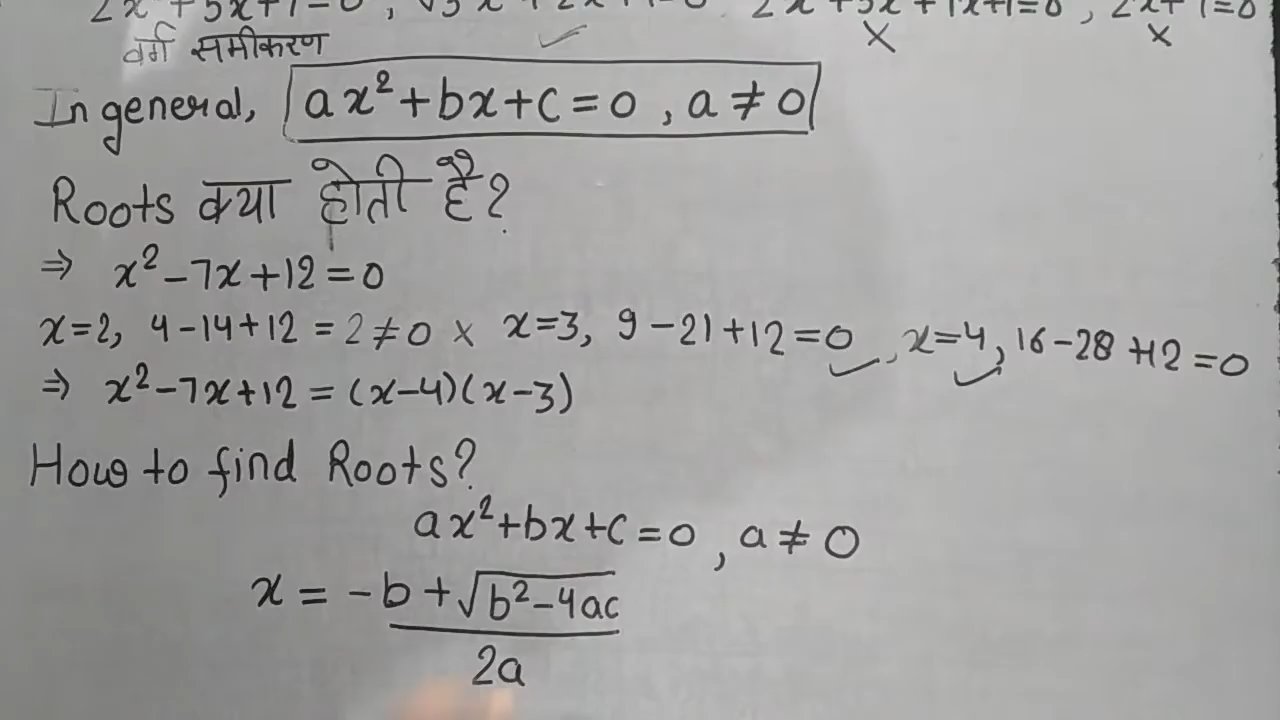 वर्ग समीकरण
In general, ax²+bx+c=0, a≠0
Roots क्या होती है?
⇒ x²-7x+12=0
x=2, 4-14+12=2≠0 × x=3, 9-21+12=0 ✓, x=4, 16-28+12=0 ✓
⇒ x²-7x+12=(x-4)(x-3)
How to find Roots?
ax²+bx+c=0, a≠0
x = -b+√b²-4ac
2a